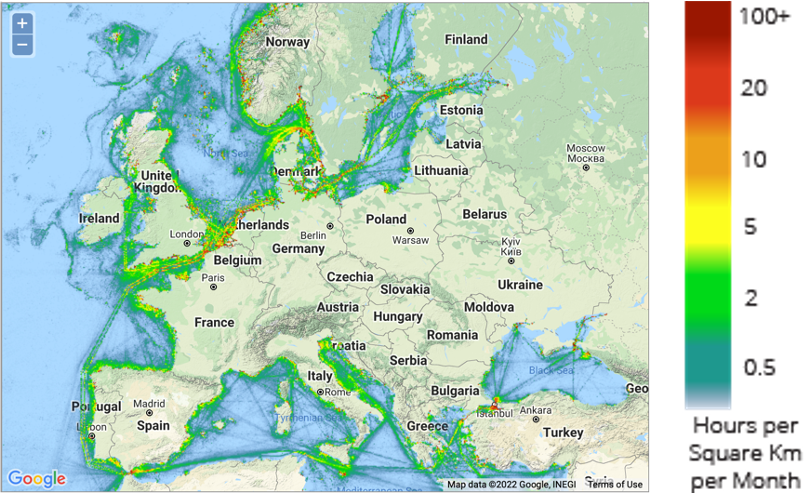 +
−
Norway
Finland
Estonia
Latvia
Moscow
Москва
North Sea
Denmark
Lithuania
United
Kingdom
Ireland
London
therlands
Berlin
Poland
Warsaw
Belarus
Germany
Belgium
Kyiv
Київ
Paris
Czechia
Slovakia
Ukraine
Austria
Hungary
Moldova
France
Romania
Croatia
Serbia
Italy
Rome
Bulgaria
Black Sea
Geo
Portugal
Madrid
Lisbon
Spain
Tyrrhenian Sea
Istanbul
Ankara
Greece
Turkey
Syria
Mediterranean Sea
Google
Map data ©2022 Google, INEGI
Terms of Use
100+
20
10
5
2
0.5
Hours per
Square Km
per Month